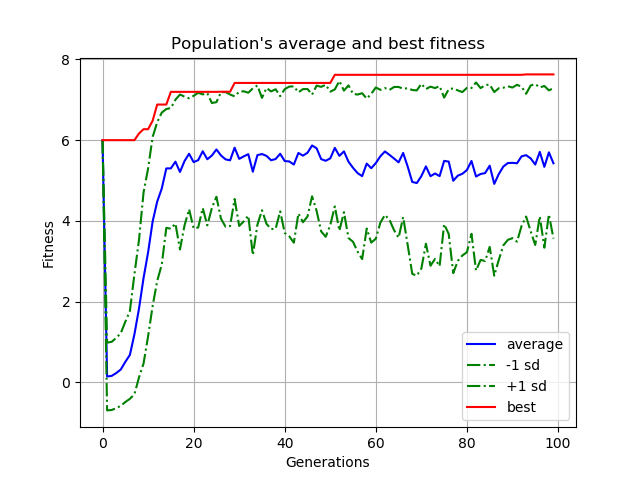 Population's average and best fitness
Fitness
8
6
4
2
0
0 20 40 60 80 100
Generations
average
-1 sd
+1 sd
best